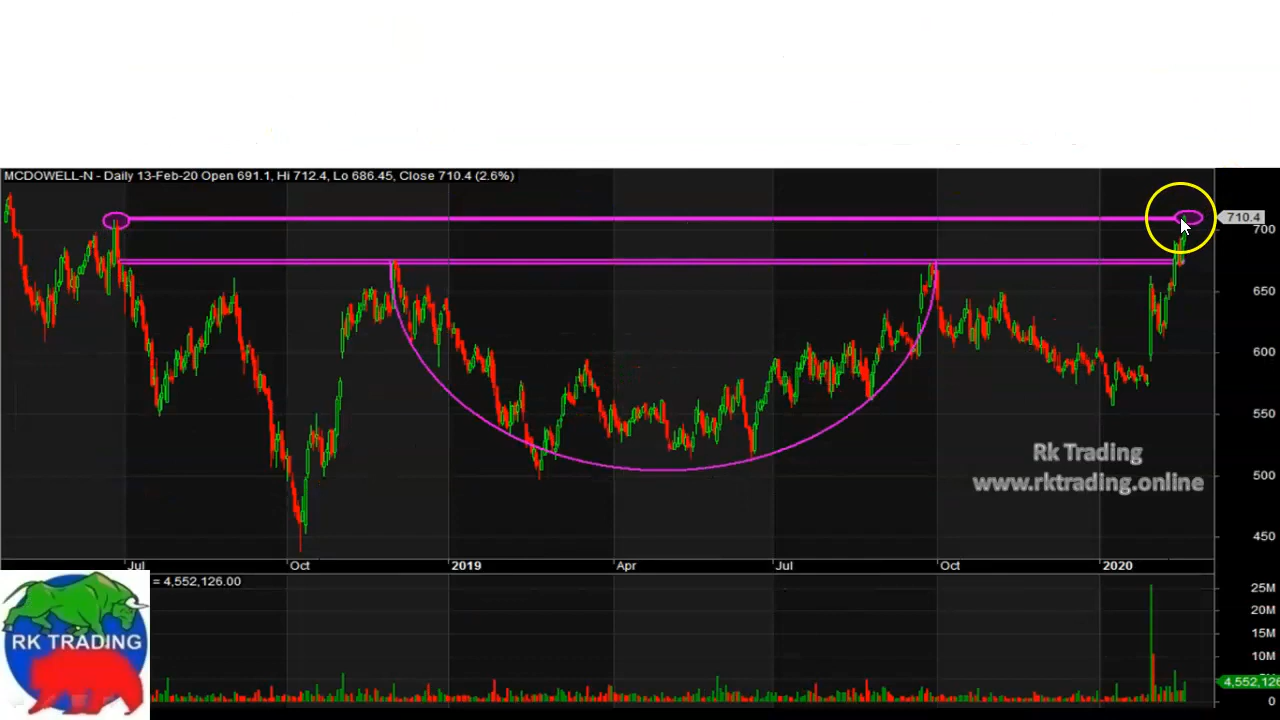 MCDOWELL-N - Daily 13-Feb-20 Open 691.1, Hi 712.4, Lo 686.45, Close 710.4 (2.6%)
710.4
700
650
600
550
Rk Trading
www.rktrading.online
500
450
Jul Oct 2019 Apr Jul Oct 2020
= 4,552,126.00
25M
20M
RK TRADING
15M
10M
4,552,126
0